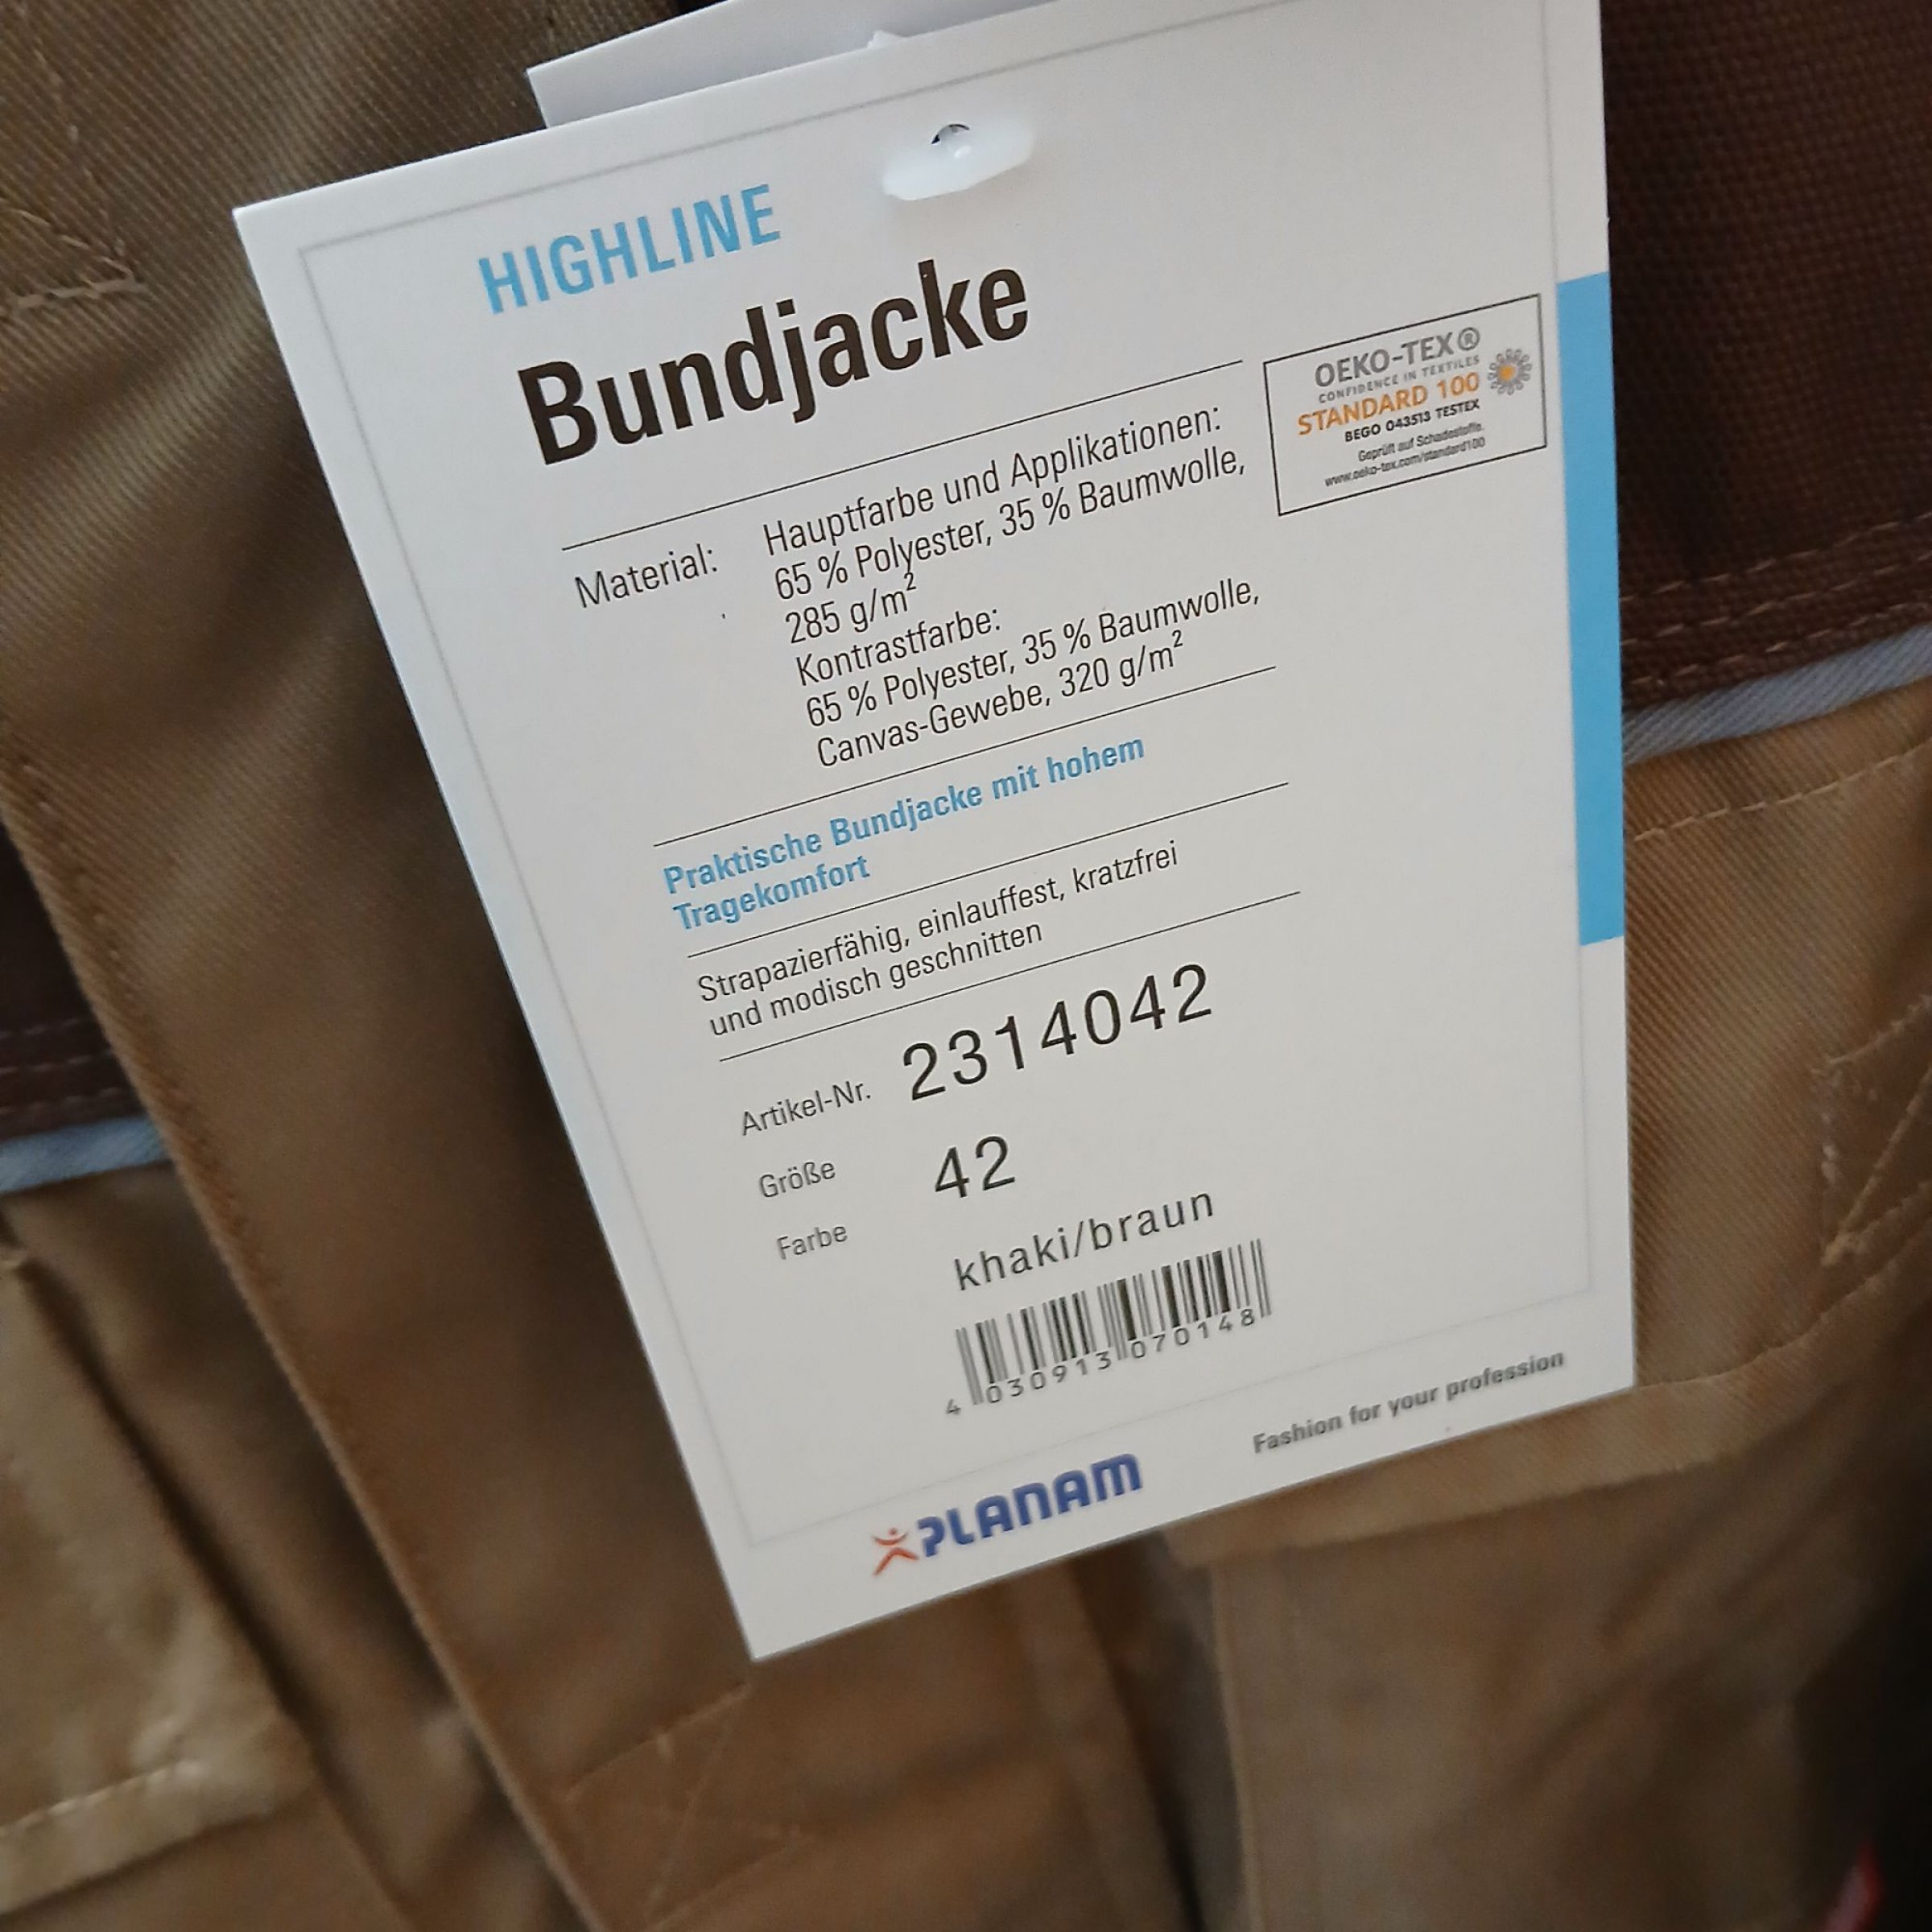 HIGHLINE
Bundjacke
OEKO-TEX®
CONFIDENCE IN TEXTILES
STANDARD 100
BEGO 043513 TESTEX
Geprüft auf Schadstoffe.
www.oeko-tex.com/standard100
Material: Hauptfarbe und Applikationen:
65 % Polyester, 35 % Baumwolle,
285 g/m²
Kontrastfarbe:
65 % Polyester, 35 % Baumwolle,
Canvas-Gewebe, 320 g/m²
Praktische Bundjacke mit hohem
Tragekomfort
Strapazierfähig, einlauffest, kratzfrei
und modisch geschnitten
Artikel-Nr. 2314042
Größe 42
Farbe khaki/braun
4 030913 070148
PLANAM
Fashion for your profession